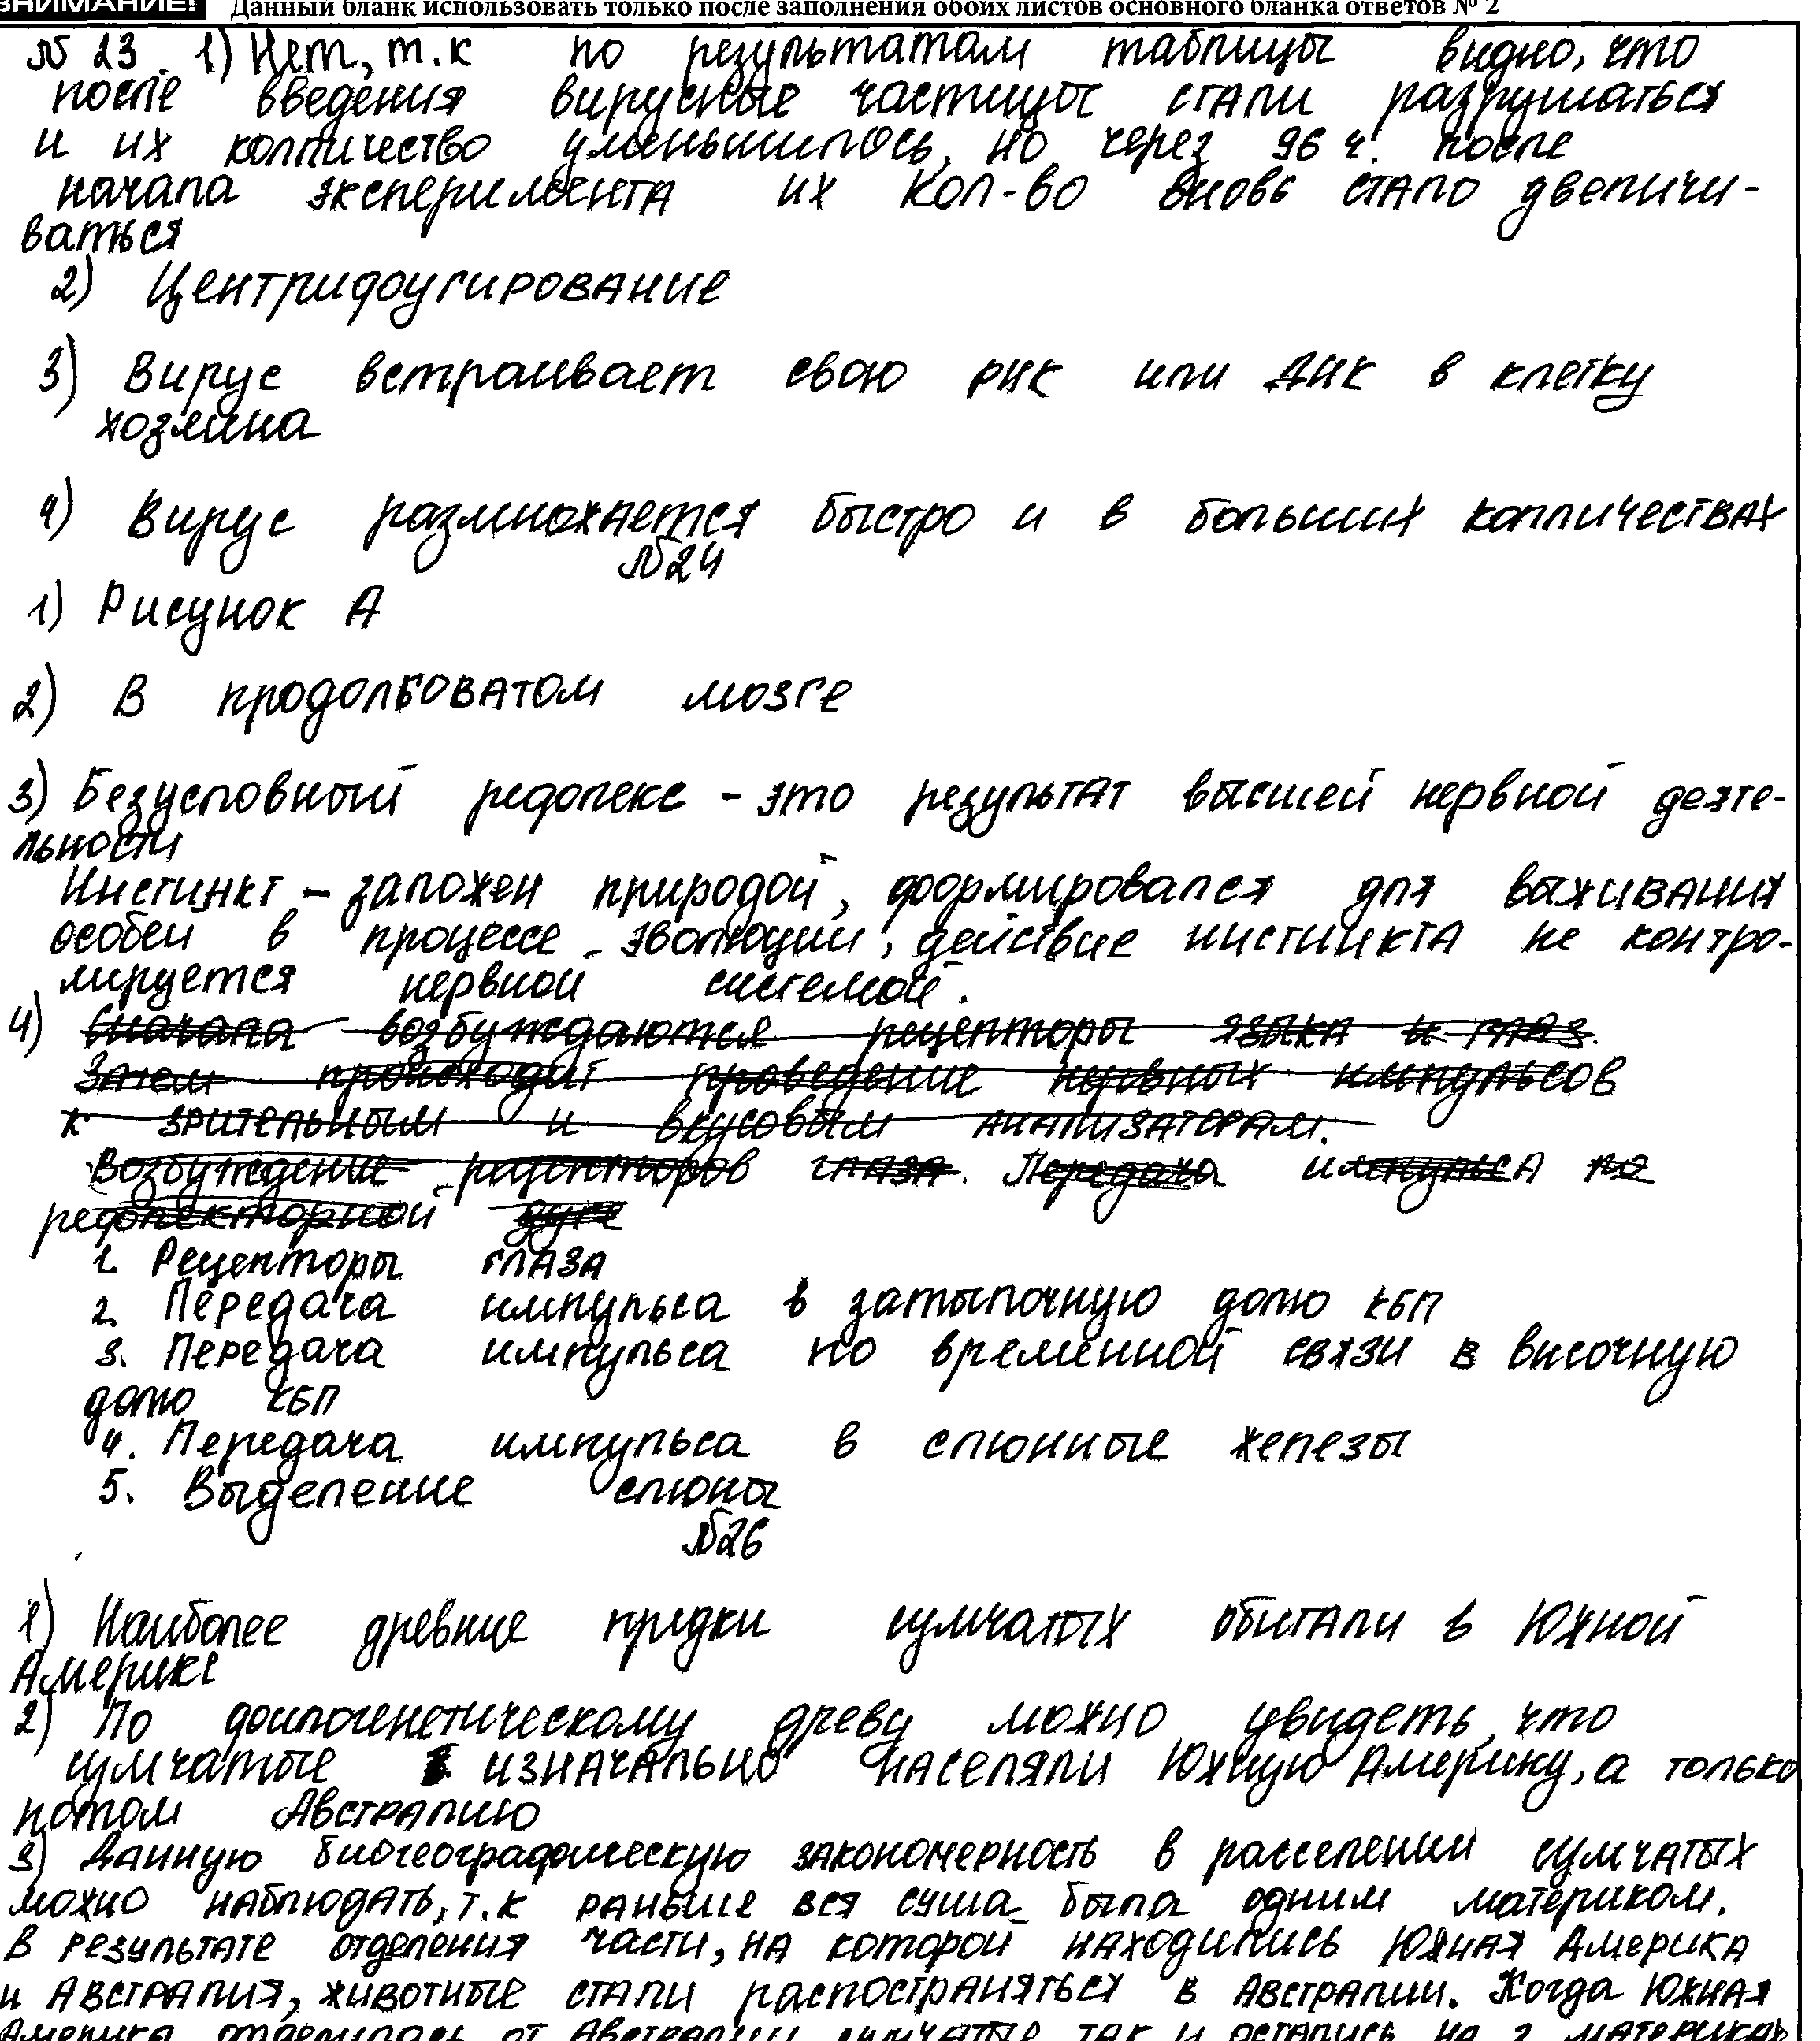 ВНИМАНИЕ! Данный бланк использовать только после заполнения обоих листов основного бланка ответов № 2
№ 23. 1) Нет, т.к по результатам таблицы видно, что
после введения вирусные частицы стали разрушаться
и их колличество уменьшилось, но через 96 ч. после
начала эксперимента их кол-во вновь стало увеличи-
ваться
2) Центрифугирование
3) Вирус встраивает свою РНК или ДНК в клетку
хозяина
4) Вирус размножается быстро и в больших колличествах
№24
1) Рисунок А
2) В продолговатом мозге
3) Безусловный рефлекс - это результат высшей нервной деяте-
льности
Инстинкт - заложен природой, формировался для выживания
особей в процессе эволюции, действие инстинкта не контро-
лируется нервной системой.
4) Сначала возбуждаются рецепторы языка и глаз.
Затем происходит проведение нервных импульсов
к зрительным и вкусовым анализаторам.
Возбуждение рецепторов глаза. Передача импульса по
рефлекторной дуге
1. Рецепторы глаза
2. Передача импульса в затылочную долю КБП
3. Передача импульса по временной связи в височную
долю КБП
4. Передача импульса в слюнные железы
5. Выделение слюны
№26
1) Наиболее древние предки сумчатых обитали в Южной
Америке
2) По филогенетическому древу можно увидеть, что
сумчатые изначально населяли Южную Америку, а только
потом Австралию
3) Данную биогеографическую закономерность в расселении сумчатых
можно наблюдать, т.к раньше вся суша была одним материком.
В результате отделения части, на которой находились Южная Америка
и Австралия, животные стали распостраняться в Австралии. Когда Южная
Америка отделилась от Австралии сумчатые так и остались на 2 материках